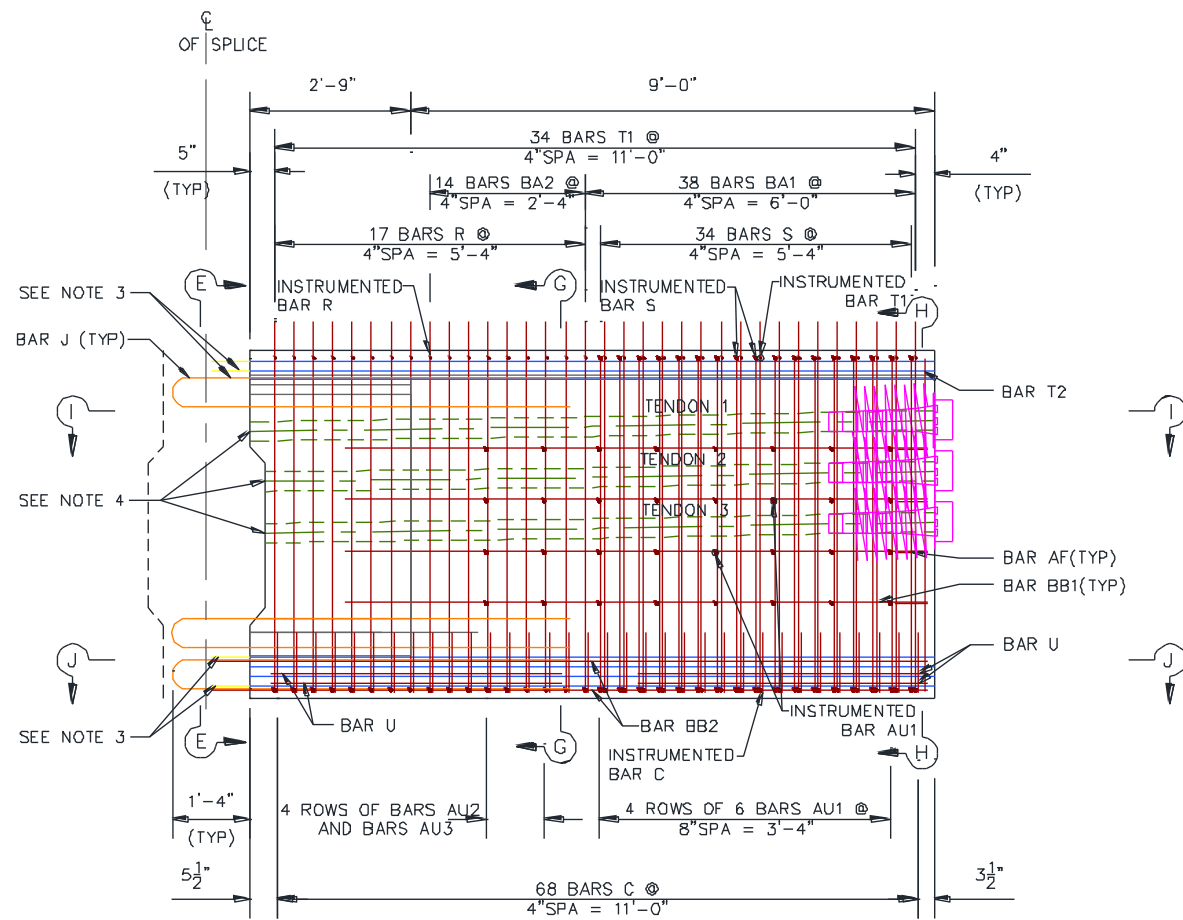 ℄
OF SPLICE
2'-9"
9'-0"
34 BARS T1 @
4"SPA = 11'-0"
5"
(TYP)
4"
(TYP)
14 BARS BA2 @
4"SPA = 2'-4"
38 BARS BA1 @
4"SPA = 6'-0"
17 BARS R @
4"SPA = 5'-4"
34 BARS S @
4"SPA = 5'-4"
E
G
H
SEE NOTE 3
INSTRUMENTED
BAR R
INSTRUMENTED
BAR S
INSTRUMENTED
BAR T1
BAR J (TYP)
BAR T2
I
I
TENDON 1
TENDON 2
TENDON 3
SEE NOTE 4
BAR AF(TYP)
BAR BB1(TYP)
BAR U
J
J
SEE NOTE 3
E
BAR U
G
BAR BB2
INSTRUMENTED
BAR C
INSTRUMENTED
BAR AU1
H
1'-4"
(TYP)
4 ROWS OF BARS AU2
AND BARS AU3
4 ROWS OF 6 BARS AU1 @
8"SPA = 3'-4"
5½"
68 BARS C @
4"SPA = 11'-0"
3½"